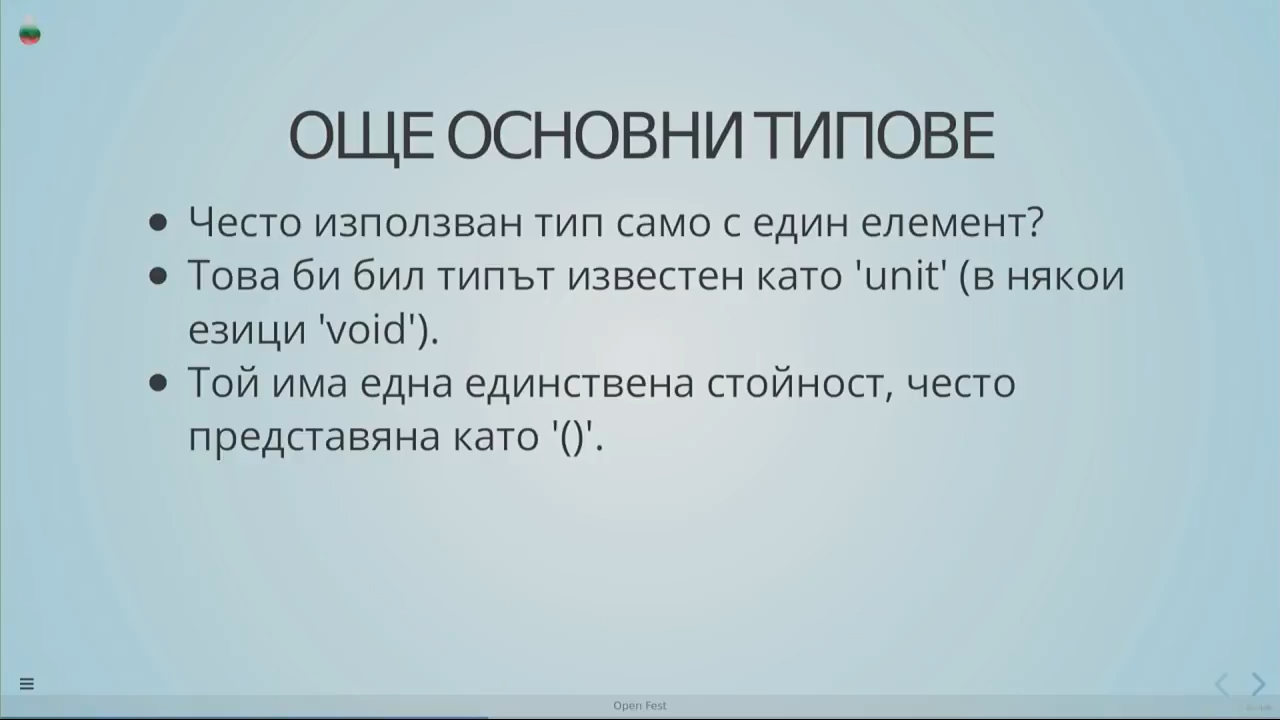 ОЩЕ ОСНОВНИ ТИПОВЕ
Често използван тип само с един елемент?
Това би бил типът известен като 'unit' (в някои
езици 'void').
Той има една единствена стойност, често
представяна като '()'.
Open Fest